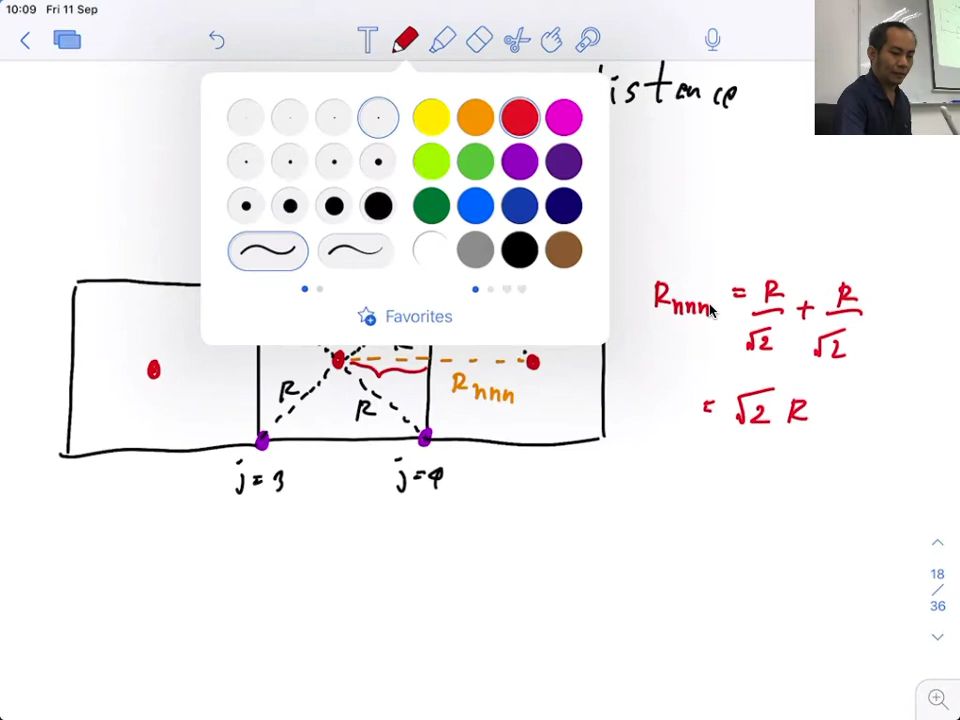 10:09 Fri 11 Sep
T
istance
Favorites
R
R
Rnnn
j=3
j=4
Rnnn = R/√2 + R/√2
= √2 R
18
/
36